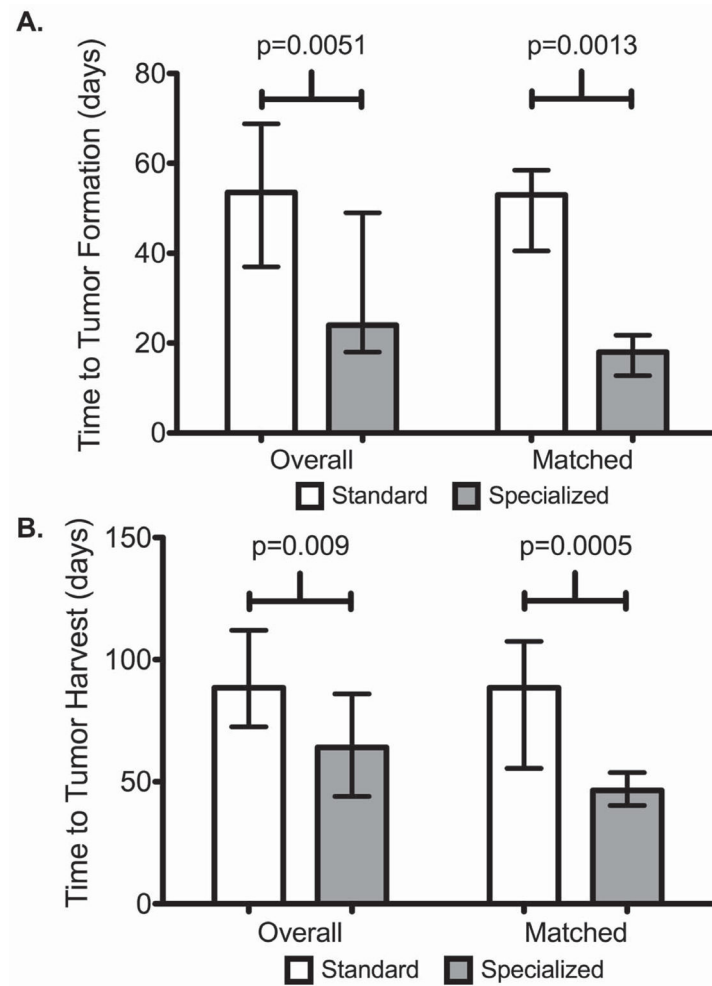 A.
p=0.0051 p=0.0013
Time to Tumor Formation (days)
80
60
40
20
0
Overall Matched
Standard Specialized
B.
p=0.009 p=0.0005
Time to Tumor Harvest (days)
150
100
50
0
Overall Matched
Standard Specialized